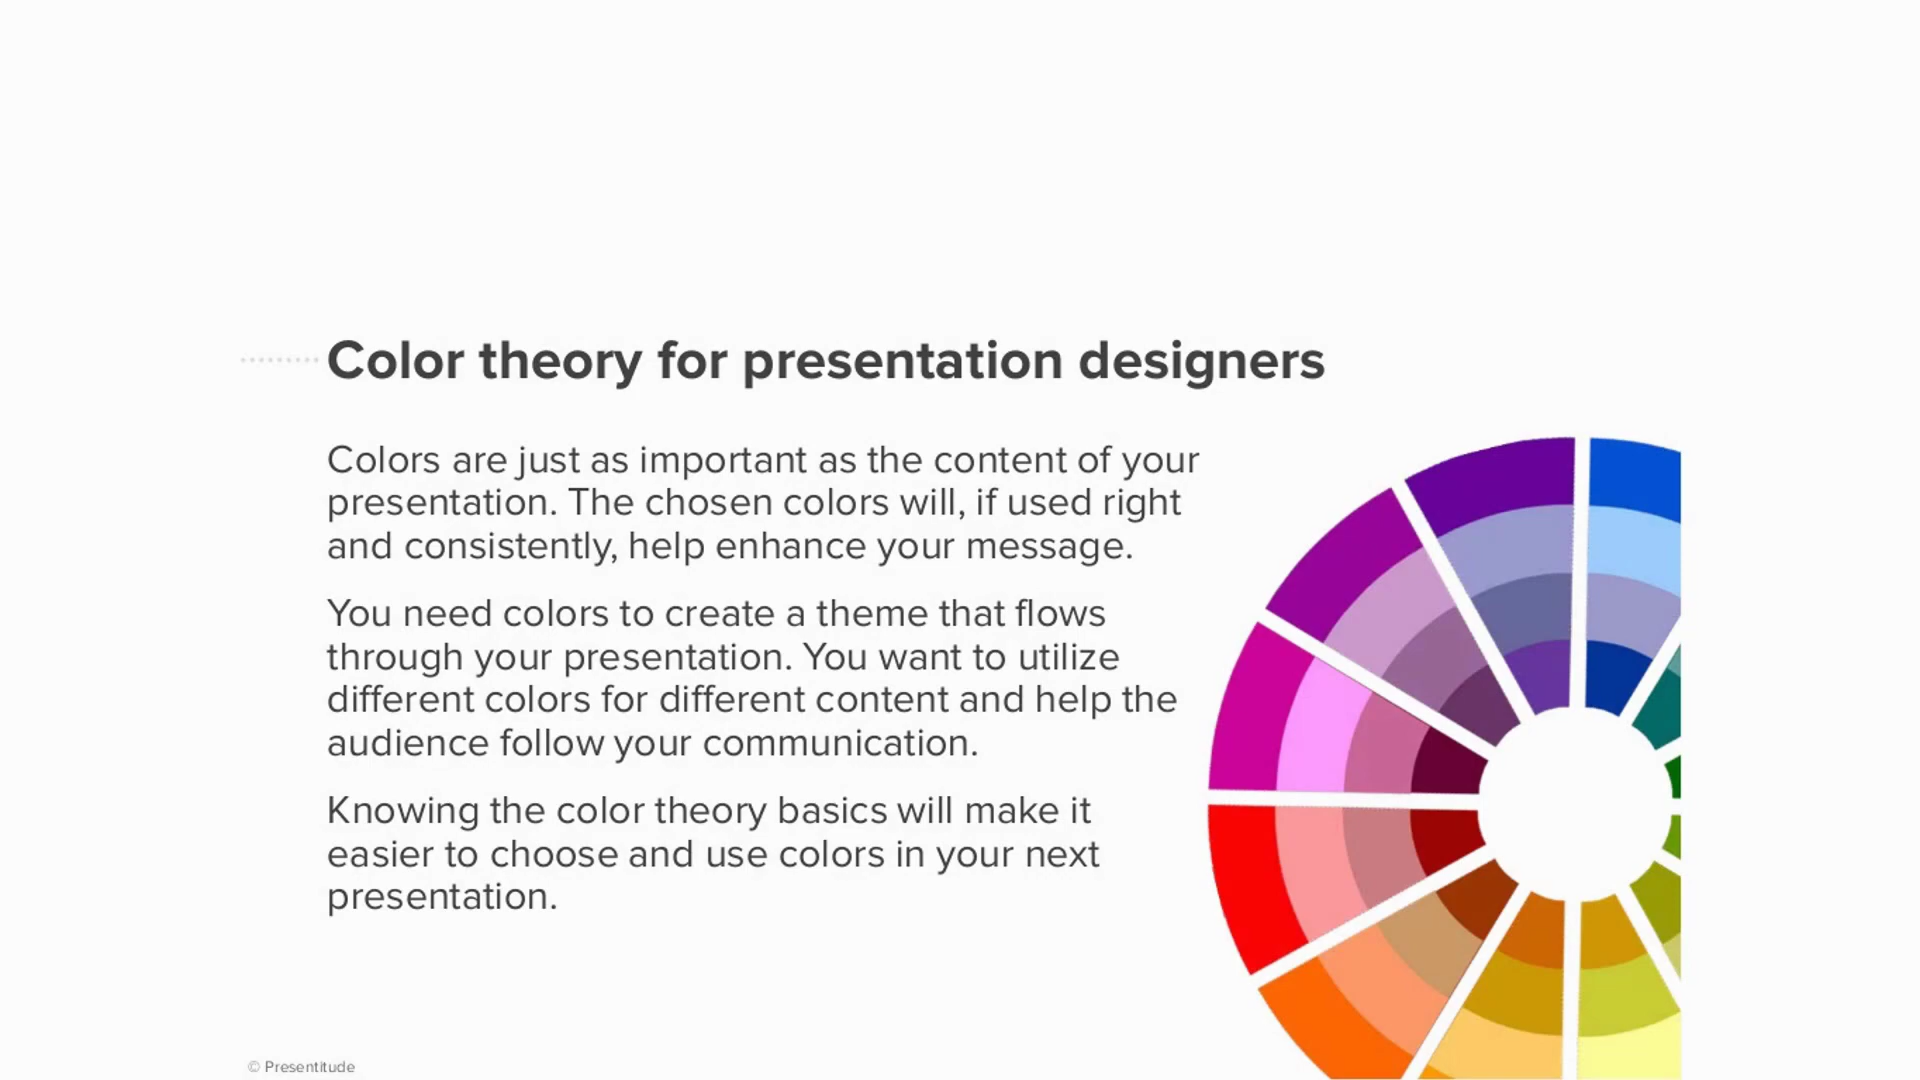 Color theory for presentation designers
Colors are just as important as the content of your
presentation. The chosen colors will, if used right
and consistently, help enhance your message.
You need colors to create a theme that flows
through your presentation. You want to utilize
different colors for different content and help the
audience follow your communication.
Knowing the color theory basics will make it
easier to choose and use colors in your next
presentation.
© Presentitude